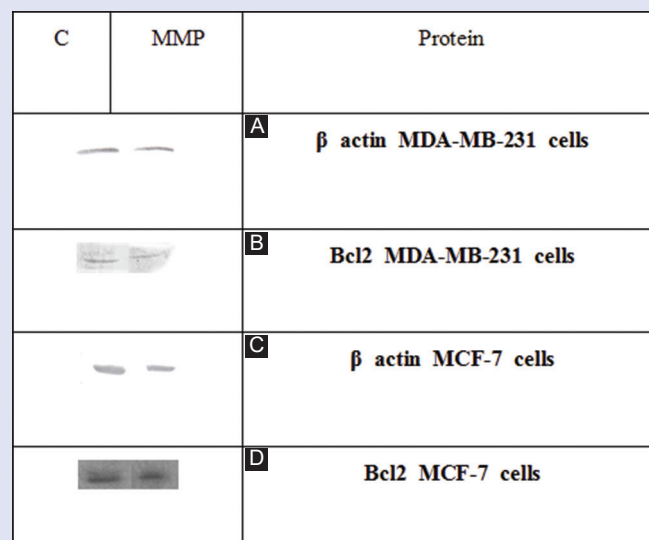 C MMP Protein
A
β actin MDA-MB-231 cells
B
Bcl2 MDA-MB-231 cells
C
β actin MCF-7 cells
D
Bcl2 MCF-7 cells